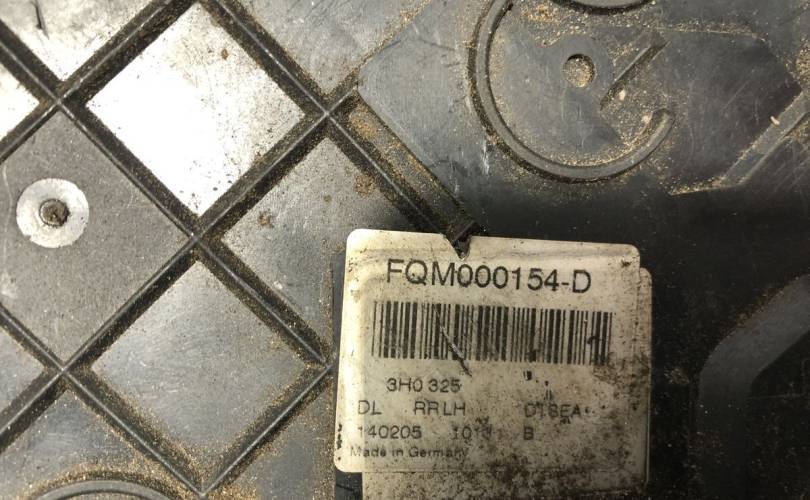 FQM000154-D
3H0 325
DL RRLH
140205 B
Made in Germany